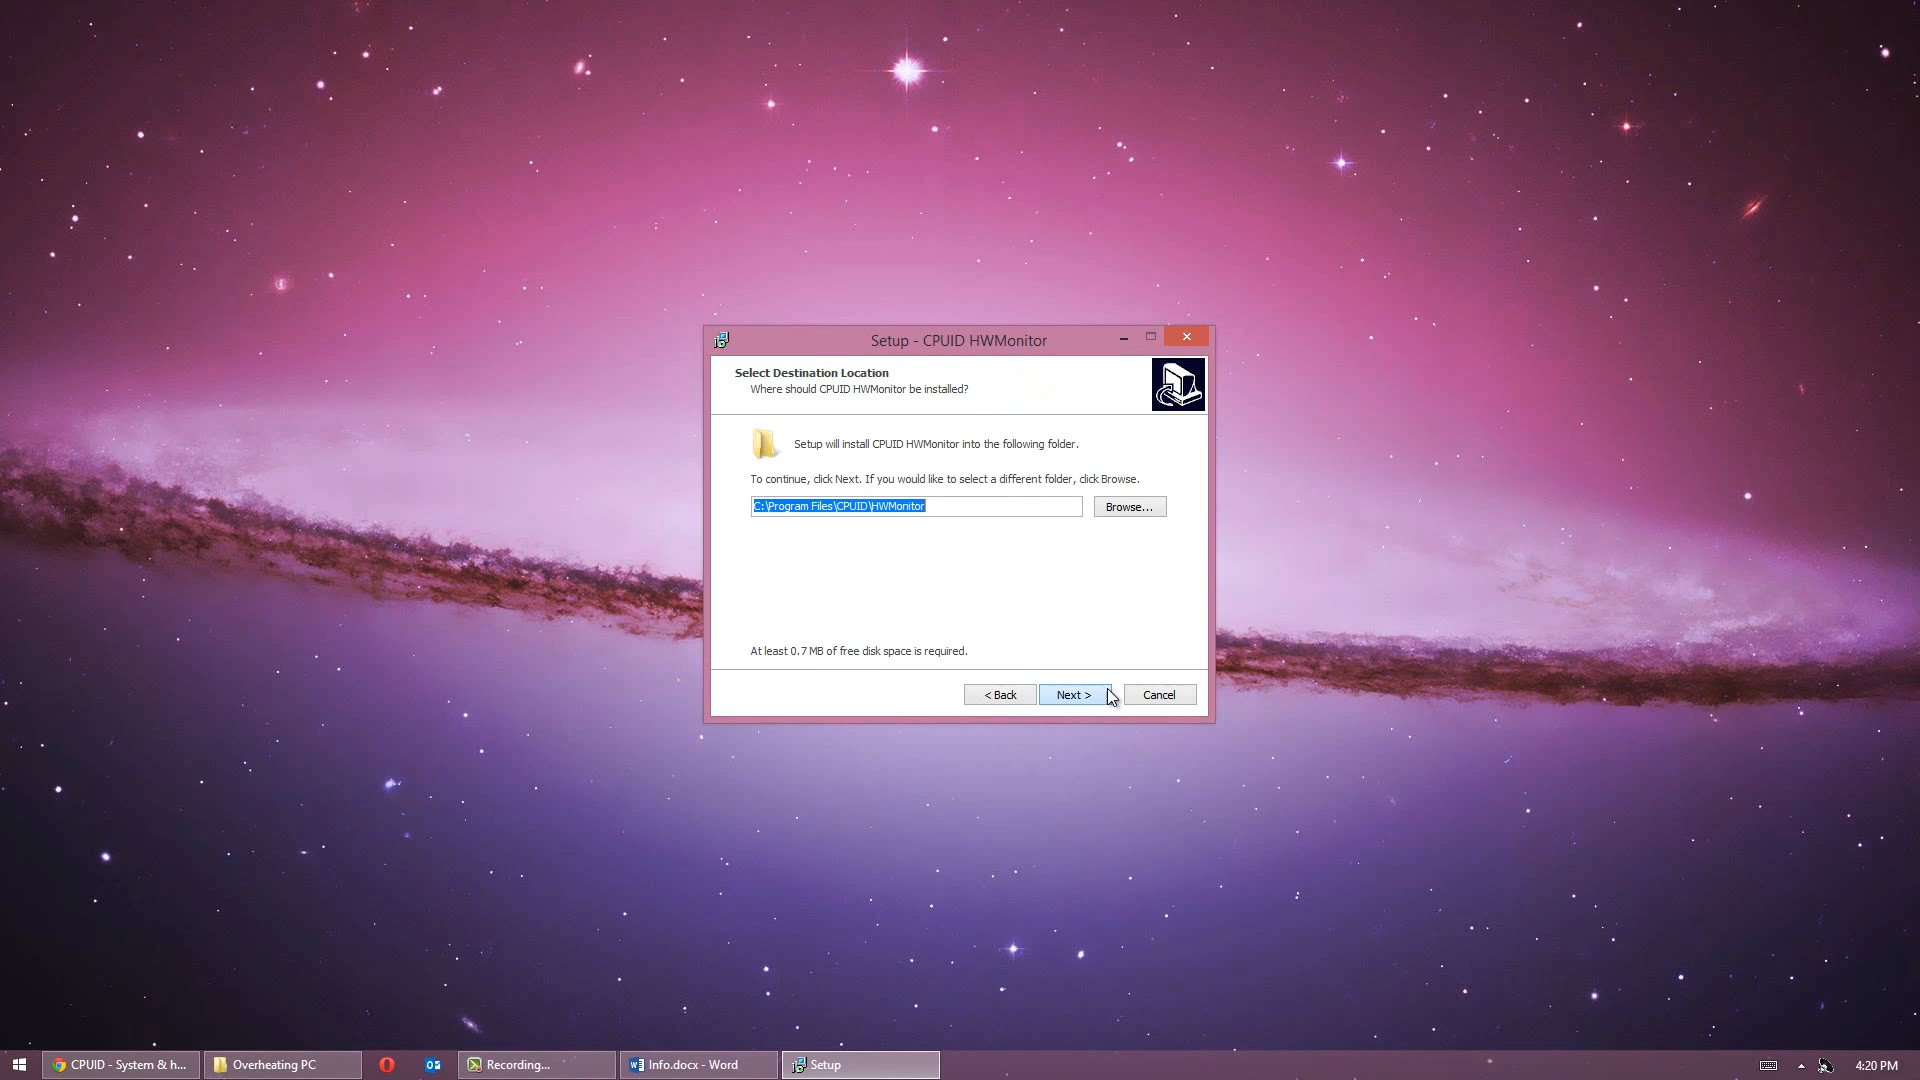 Setup - CPUID HWMonitor
Select Destination Location
Where should CPUID HWMonitor be installed?
Setup will install CPUID HWMonitor into the following folder.
To continue, click Next. If you would like to select a different folder, click Browse.
C:\Program Files\CPUID\HWMonitor
Browse...
At least 0.7 MB of free disk space is required.
< Back
Next >
Cancel
CPUID - System & h...
Overheating PC
Recording...
Info.docx - Word
Setup
4:20 PM